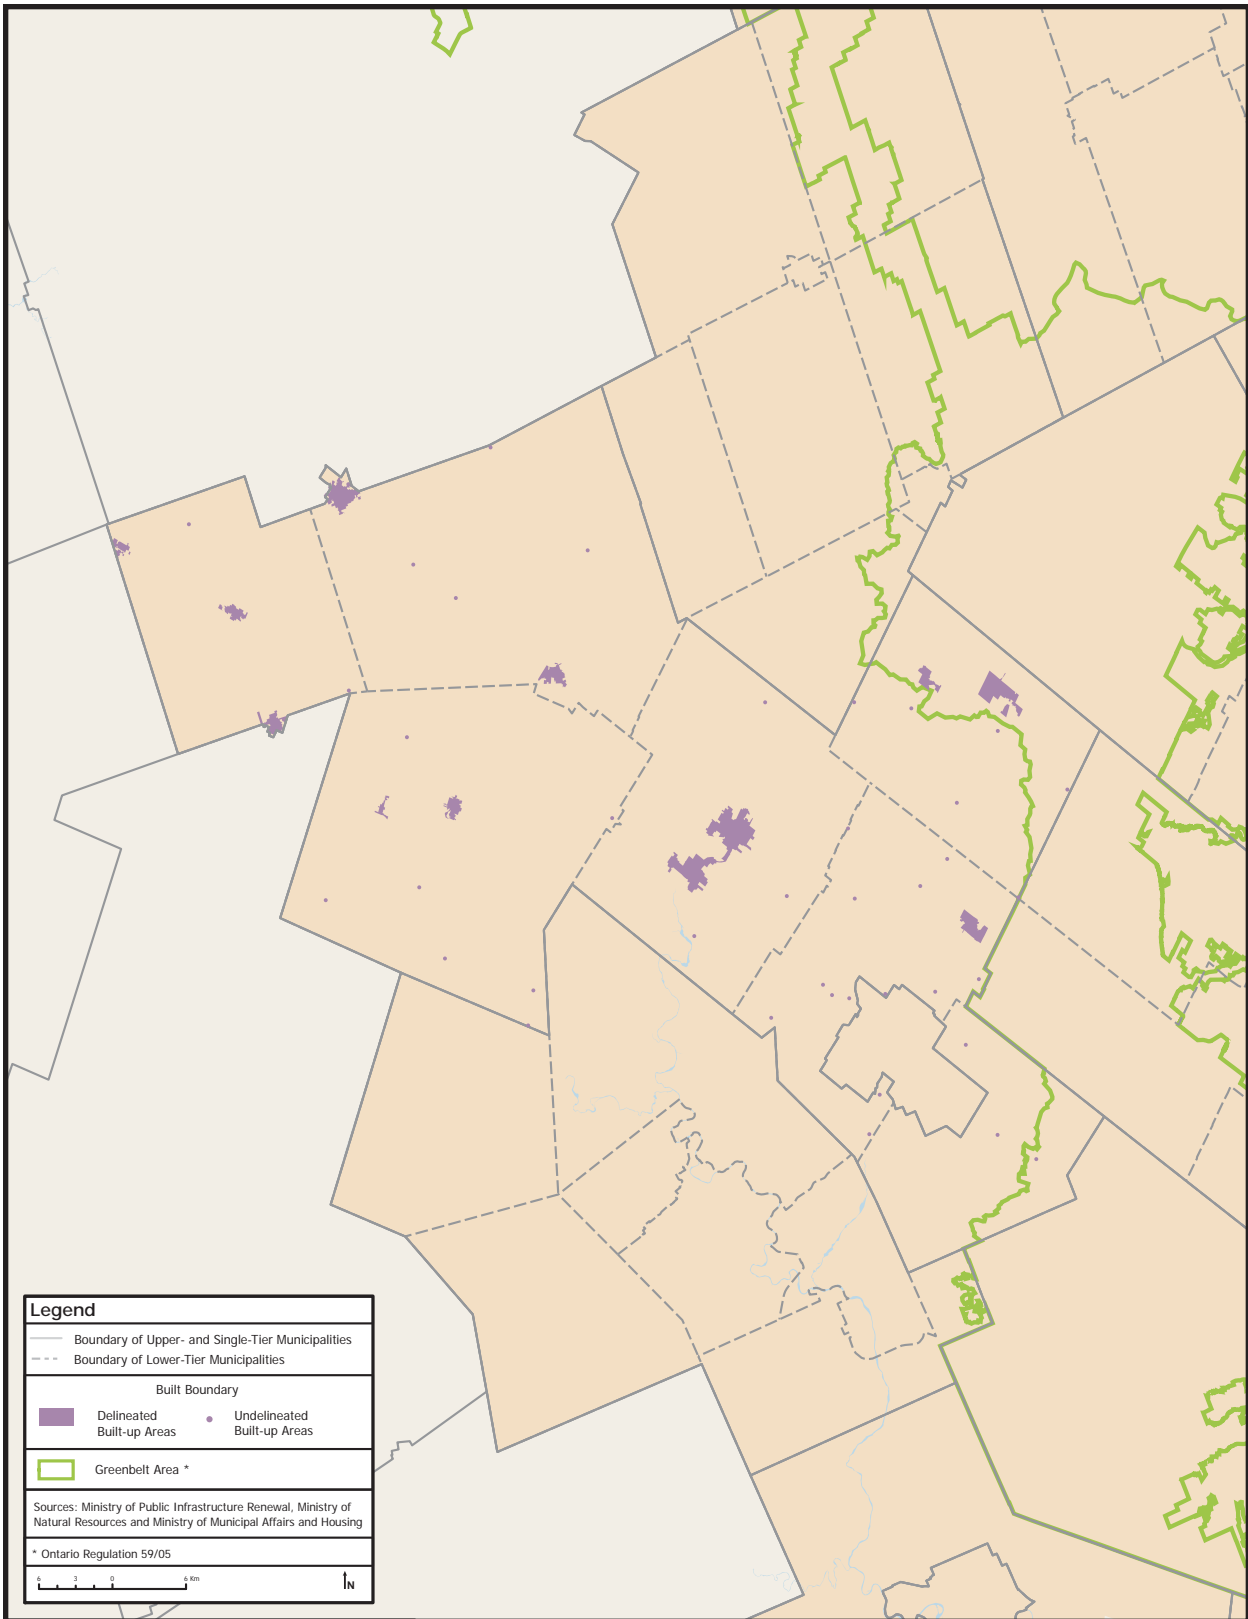 Legend
Boundary of Upper- and Single-Tier Municipalities
Boundary of Lower-Tier Municipalities
Built Boundary
Delineated
Built-up Areas
Undelineated
Built-up Areas
Greenbelt Area *
Sources: Ministry of Public Infrastructure Renewal, Ministry of
Natural Resources and Ministry of Municipal Affairs and Housing
* Ontario Regulation 59/05
6 3 0 6 Km
N